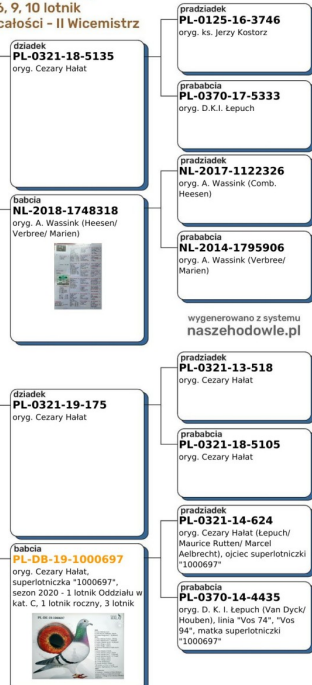 6, 9, 10 lotnik
całości - II Wicemistrz
dziadek
PL-0321-18-5135
oryg. Cezary Hałat
pradziadek
PL-0125-16-3746
oryg. ks. Jerzy Kostorz
prababcia
PL-0370-17-5333
oryg. D.K.I. Łepuch
babcia
NL-2018-1748318
oryg. A. Wassink (Heesen/
Verbree/ Marien)
pradziadek
NL-2017-1122326
oryg. A. Wassink (Comb.
Heesen)
prababcia
NL-2014-1795906
oryg. A. Wassink (Verbree/
Marien)
wygenerowano z systemu
naszehodowle.pl
dziadek
PL-0321-19-175
oryg. Cezary Hałat
pradziadek
PL-0321-13-518
oryg. Cezary Hałat
prababcia
PL-0321-18-5105
oryg. Cezary Hałat
babcia
PL-DB-19-1000697
oryg. Cezary Hałat,
superlotniczka "1000697",
sezon 2020 - 1 lotnik Oddziału w
kat. C, 1 lotnik roczny, 3 lotnik
pradziadek
PL-0321-14-624
oryg. Cezary Hałat (Łepuch/
Maurice Rutten/ Marcel
Aelbrecht), ojciec superlotniczki
"1000697"
prababcia
PL-0370-14-4435
oryg. D. K. I. Łepuch (Van Dyck/
Houben), linia "Vos 74", "Vos
94", matka superlotniczki
"1000697"